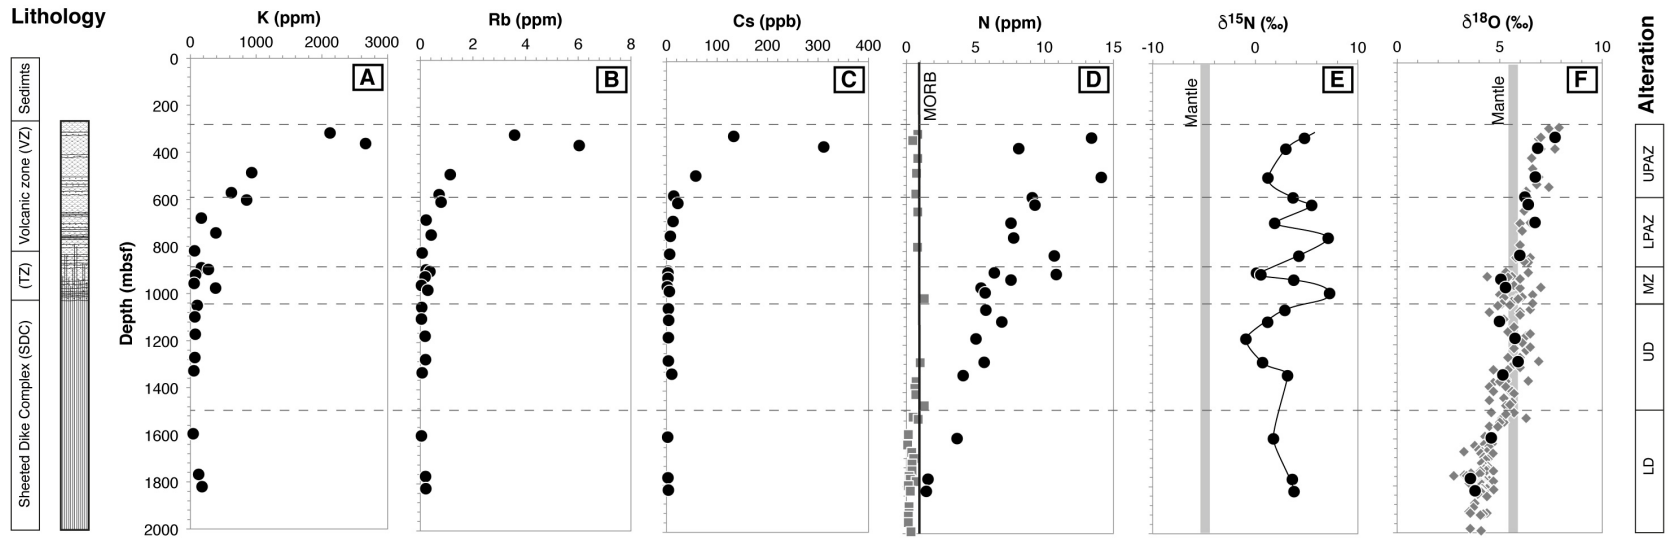 Lithology
K (ppm)
Rb (ppm)
Cs (ppb)
N (ppm)
δ15N (‰)
δ18O (‰)
0 1000 2000 3000
0 2 4 6 8
0 100 200 300 400
0 5 10 15
-10 0 10
0 5 10
A
B
C
D
E
F
MORB
Mantle
Mantle
Alteration
Sedimts
Volcanic zone (VZ)
(TZ)
Sheeted Dike Complex (SDC)
Depth (mbsf)
0
200
400
600
800
1000
1200
1400
1600
1800
2000
UPAZ
LPAZ
MZ
UD
LD